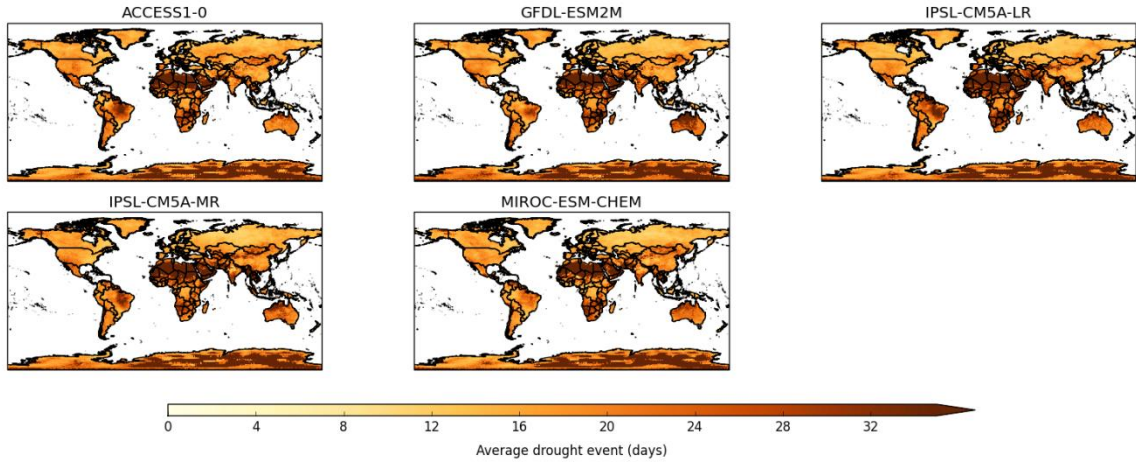 ACCESS1-0
GFDL-ESM2M
IPSL-CM5A-LR
IPSL-CM5A-MR
MIROC-ESM-CHEM
0 4 8 12 16 20 24 28 32
Average drought event (days)